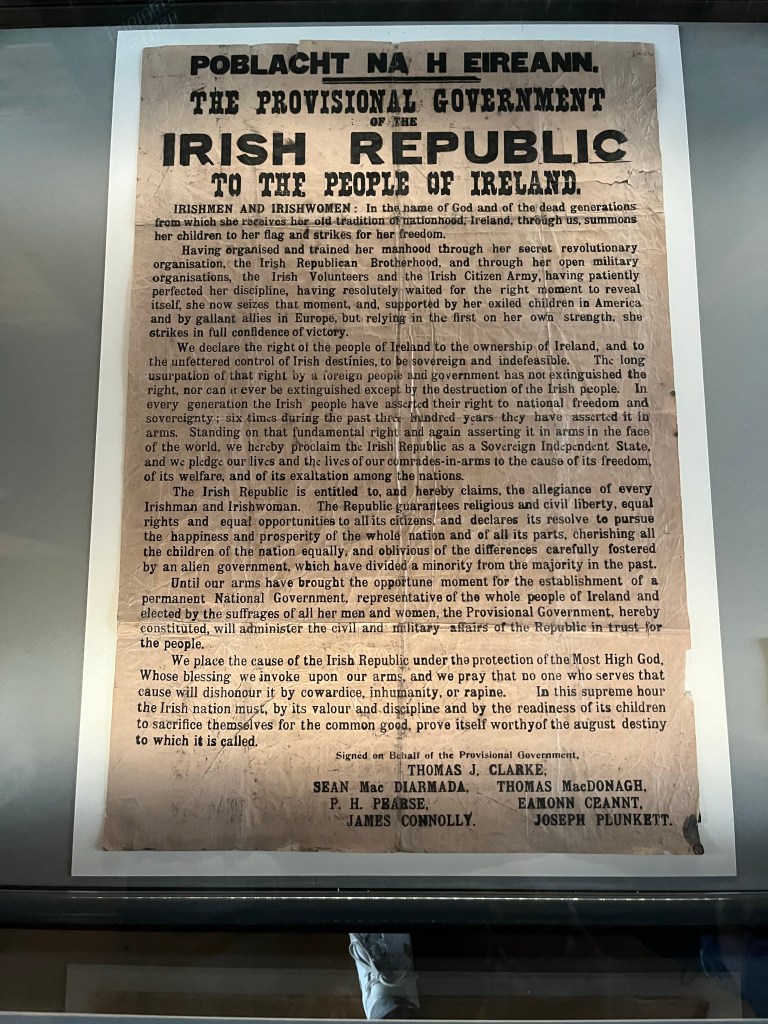 POBLACHT NA H EIREANN.
THE PROVISIONAL GOVERNMENT
OF THE
IRISH REPUBLIC
TO THE PEOPLE OF IRELAND.
IRISHMEN AND IRISHWOMEN: In the name of God and of the dead generations
from which she receives her old tradition of nationhood, Ireland, through us, summons
her children to her flag and strikes for her freedom.
Having organised and trained her manhood through her secret revolutionary
organisation, the Irish Republican Brotherhood, and through her open military
organisations, the Irish Volunteers and the Irish Citizen Army, having patiently
perfected her discipline, having resolutely waited for the right moment to reveal
itself, she now seizes that moment, and, supported by her exiled children in America
and by gallant allies in Europe, but relying in the first on her own strength, she
strikes in full confidence of victory.
We declare the right of the people of Ireland to the ownership of Ireland, and to
the unfettered control of Irish destinies, to be sovereign and indefeasible. The long
usurpation of that right by a foreign people and government has not extinguished the
right, nor can it ever be extinguished except by the destruction of the Irish people. In
every generation the Irish people have asserted their right to national freedom and
sovereignty; six times during the past three hundred years they have asserted it in
arms. Standing on that fundamental right and again asserting it in arms in the face
of the world, we hereby proclaim the Irish Republic as a Sovereign Independent State,
and we pledge our lives and the lives of our comrades-in-arms to the cause of its freedom,
of its welfare, and of its exaltation among the nations.
The Irish Republic is entitled to, and hereby claims, the allegiance of every
Irishman and Irishwoman. The Republic guarantees religious and civil liberty, equal
rights and equal opportunities to all its citizens, and declares its resolve to pursue
the happiness and prosperity of the whole nation and of all its parts, cherishing all
the children of the nation equally, and oblivious of the differences carefully fostered
by an alien government, which have divided a minority from the majority in the past.
Until our arms have brought the opportune moment for the establishment of a
permanent National Government, representative of the whole people of Ireland and
elected by the suffrages of all her men and women, the Provisional Government, hereby
constituted, will administer the civil and military affairs of the Republic in trust for
the people.
We place the cause of the Irish Republic under the protection of the Most High God,
Whose blessing we invoke upon our arms, and we pray that no one who serves that
cause will dishonour it by cowardice, inhumanity, or rapine. In this supreme hour
the Irish nation must, by its valour and discipline and by the readiness of its children
to sacrifice themselves for the common good, prove itself worthy of the august destiny
to which it is called.
Signed on Behalf of the Provisional Government,
THOMAS J. CLARKE,
SEAN Mac DIARMADA, THOMAS MacDONAGH,
P. H. PEARSE, EAMONN CEANNT,
JAMES CONNOLLY. JOSEPH PLUNKETT.